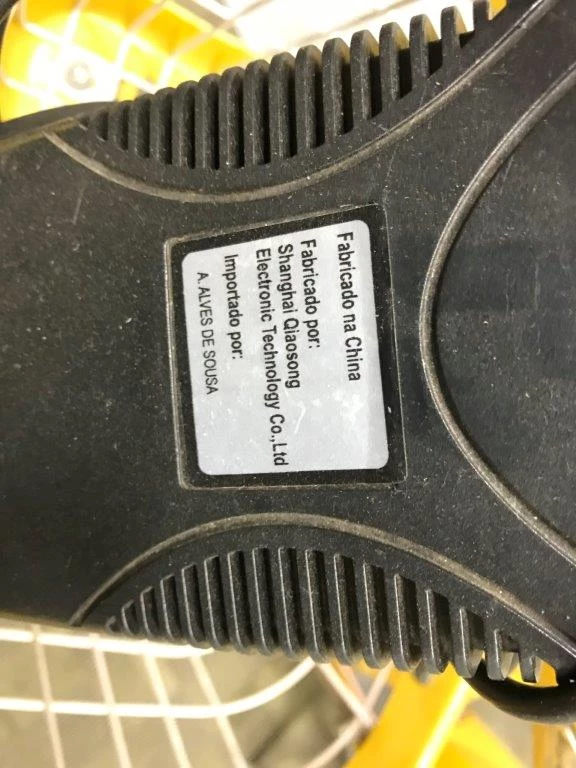 Fabricado na China
Fabricado por:
Shanghai Qiaosong
Electronic Technology Co.,Ltd
Importado por:
A. ALVES DE SOUSA